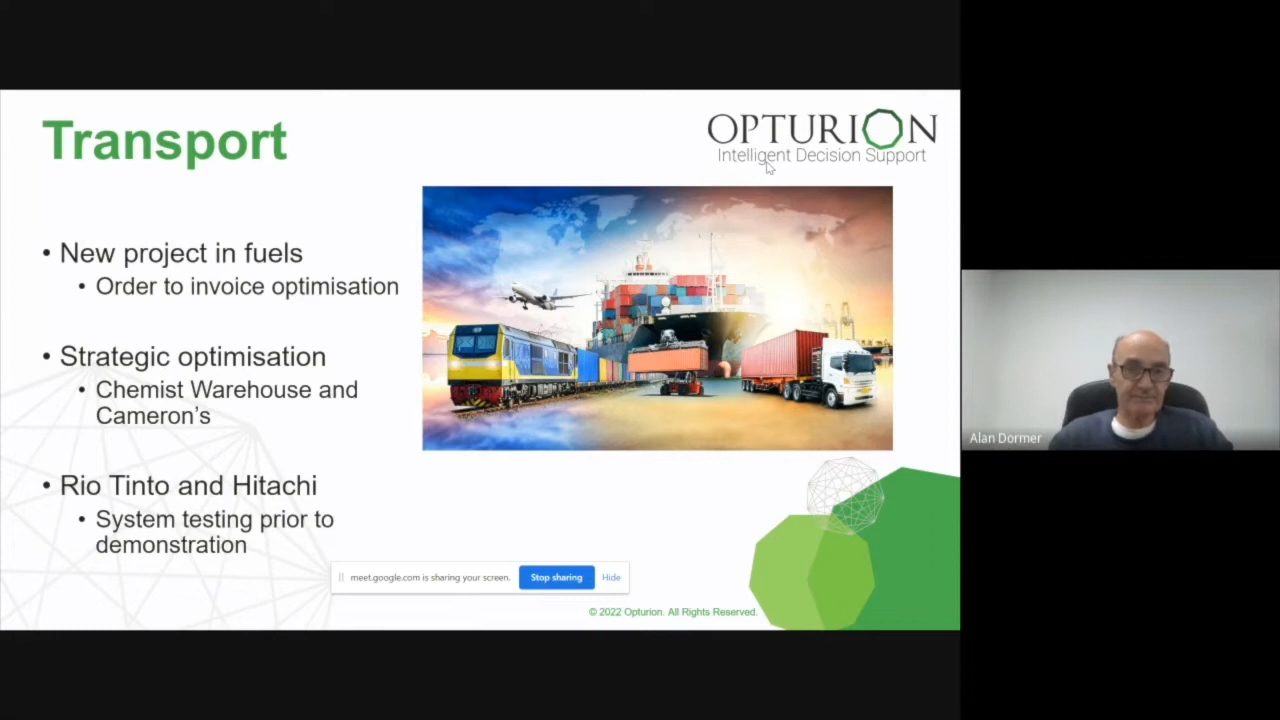 Transport
OPTURION
Intelligent Decision Support
• New project in fuels
• Order to invoice optimisation
• Strategic optimisation
• Chemist Warehouse and
Cameron's
• Rio Tinto and Hitachi
• System testing prior to
demonstration
meet.google.com is sharing your screen.
Stop sharing
Hide
© 2022 Opturion. All Rights Reserved.
Alan Dormer